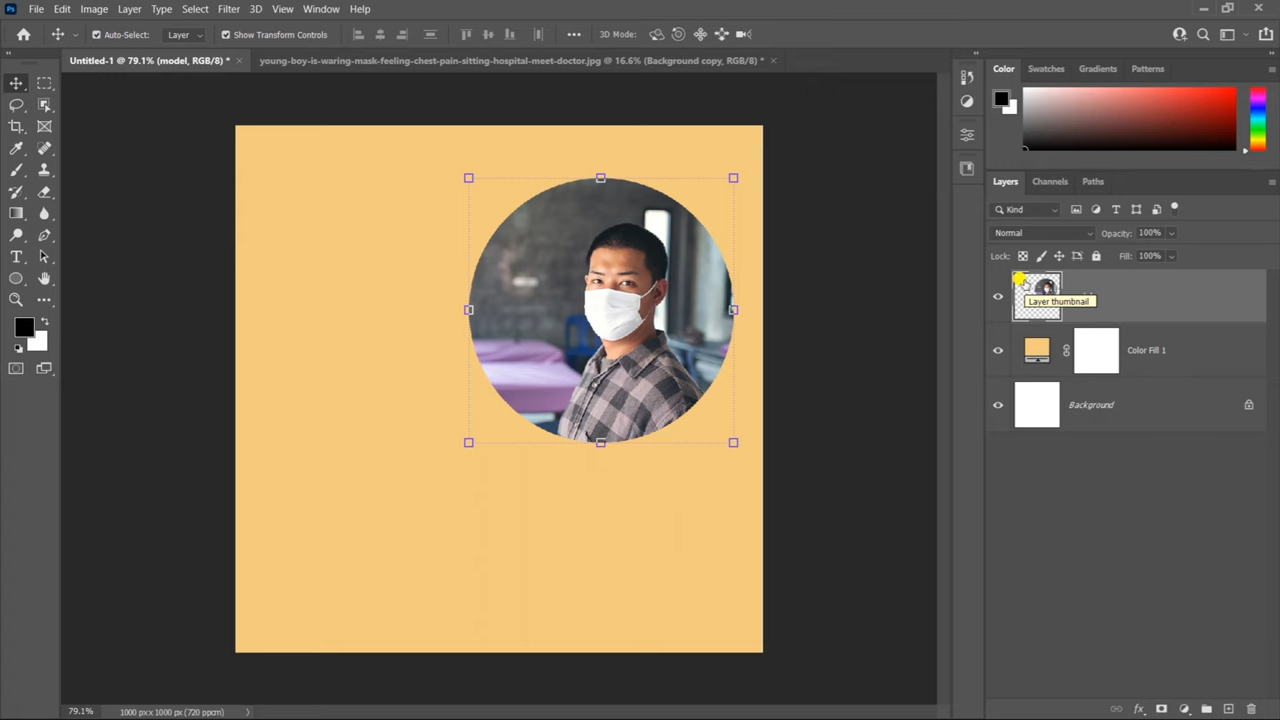 Ps File Edit Image Layer Type Select Filter 3D View Window Help
Auto-Select: Layer Show Transform Controls 3D Mode:
Untitled-1 @ 79.1% (model, RGB/8) * × young-boy-is-waring-mask-feeling-chest-pain-sitting-hospital-meet-doctor.jpg @ 16.6% (Background copy, RGB/8) * ×
Color Swatches Gradients Patterns
Layers Channels Paths
Kind
Normal Opacity: 100%
Lock: Fill: 100%
Layer thumbnail
Color Fill 1
Background
79.1% 1000 px x 1000 px (720 ppcm)